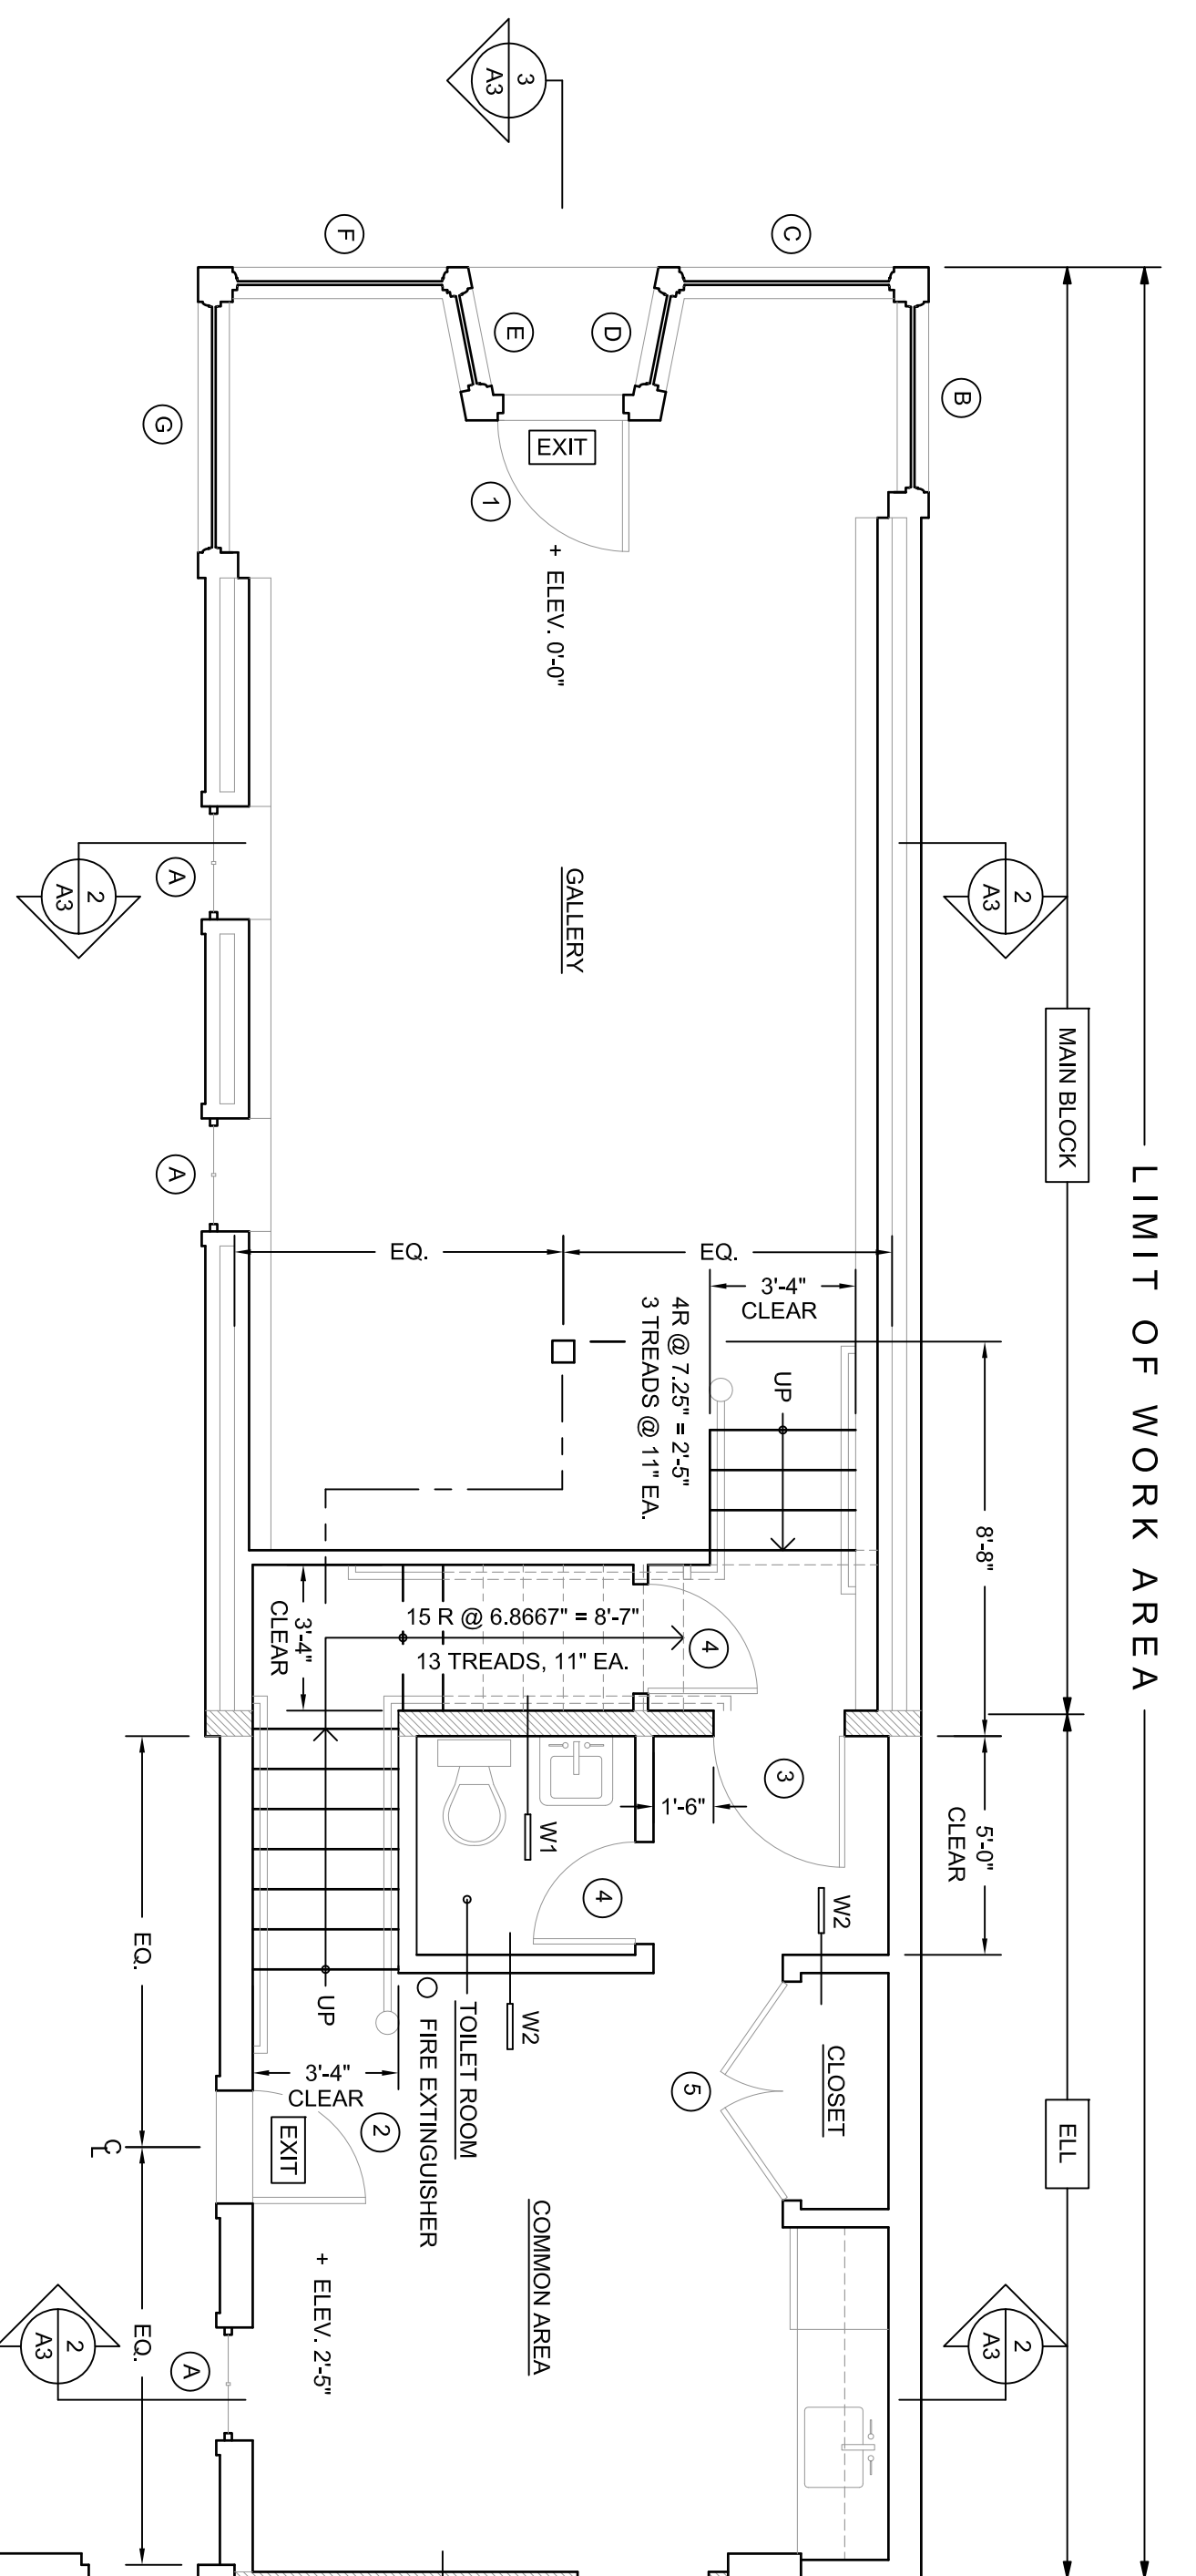 3
A3
F
C
E
D
B
G
EXIT
1
+ ELEV. 0'-0"
LIMIT OF WORK AREA
MAIN BLOCK
2
A3
A
GALLERY
2
A3
A
EQ.
EQ.
3'-4"
CLEAR
4R @ 7.25" = 2'-5"
3 TREADS @ 11" EA.
UP
8'-8"
3'-4"
CLEAR
15 R @ 6.8667" = 8'-7"
13 TREADS, 11" EA.
4
3
1'-6"
5'-0"
CLEAR
W1
4
W2
EQ.
UP
W2
TOILET ROOM
FIRE EXTINGUISHER
CLOSET
5
3'-4"
CLEAR
2
EXIT
CL
ELL
COMMON AREA
+ ELEV. 2'-5"
2
A3
EQ.
A
2
A3